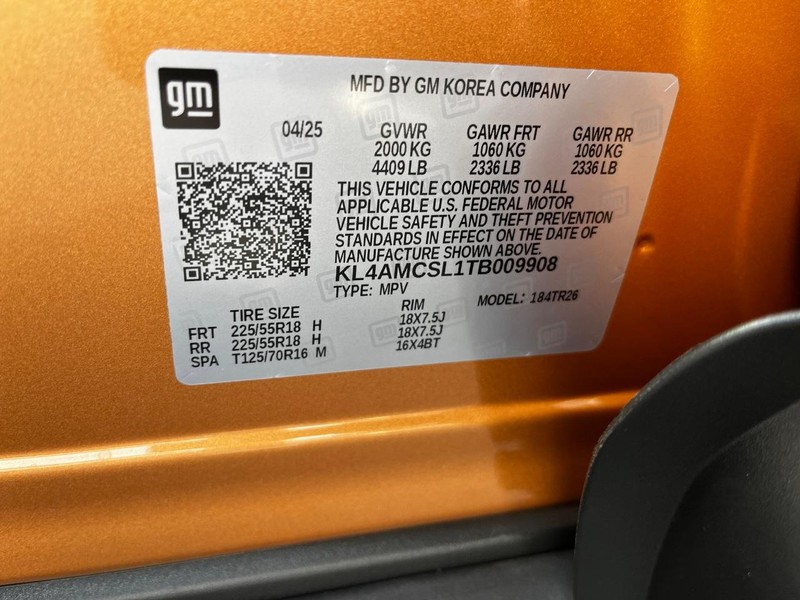 gm
MFD BY GM KOREA COMPANY
04/25 GVWR GAWR FRT GAWR RR
2000 KG 1060 KG 1060 KG
4409 LB 2336 LB 2336 LB
THIS VEHICLE CONFORMS TO ALL
APPLICABLE U.S. FEDERAL MOTOR
VEHICLE SAFETY AND THEFT PREVENTION
STANDARDS IN EFFECT ON THE DATE OF
MANUFACTURE SHOWN ABOVE.
KL4AMCSL1TB009908
TYPE: MPV MODEL: 184TR26
TIRE SIZE RIM
FRT 225/55R18 H 18X7.5J
RR 225/55R18 H 18X7.5J
SPA T125/70R16 M 16X4BT